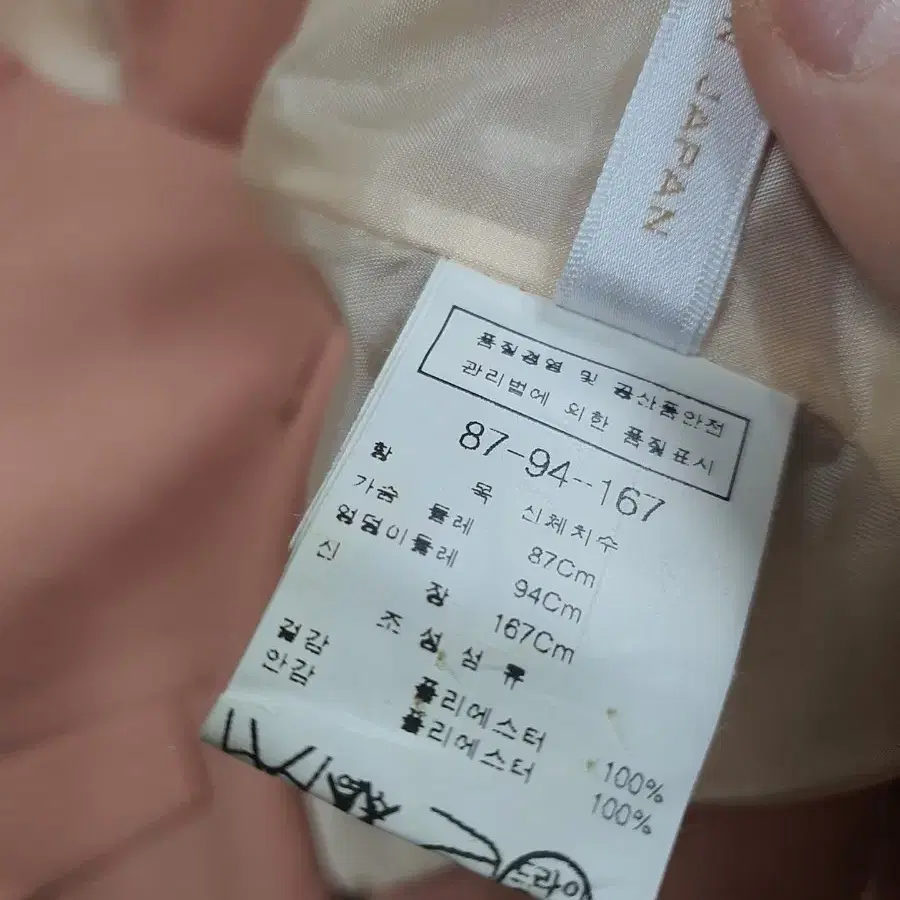 N JAPAN
품질경영 및 공산품안전
관리법에 의한 품질표시
87-94-167
항 목 신체치수
가슴 둘레 87Cm
엉덩이둘레 94Cm
신 장 167Cm
조 성 섬 유
겉감 폴리에스터 100%
안감 폴리에스터 100%
드라이